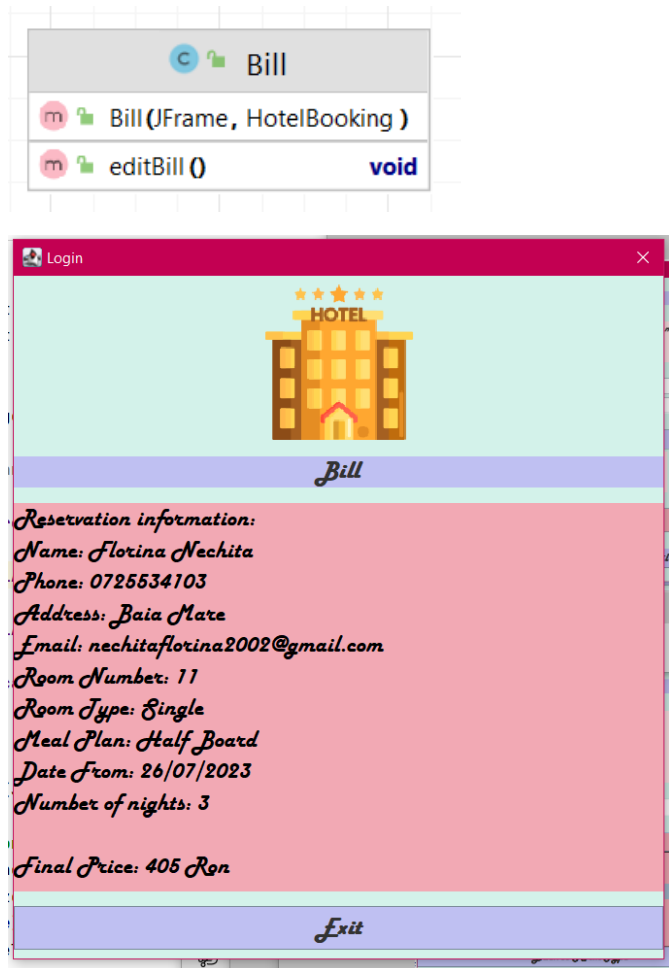 C Bill
m Bill(JFrame, HotelBooking )
m editBill () void
Login
HOTEL
Bill
Reservation information:
Name: Florina Nechita
Phone: 0725534103
Address: Baia Mare
Email: nechitaflorina2002@gmail.com
Room Number: 11
Room Type: Single
Meal Plan: Half Board
Date From: 26/07/2023
Number of nights: 3
Final Price: 405 Ron
Exit